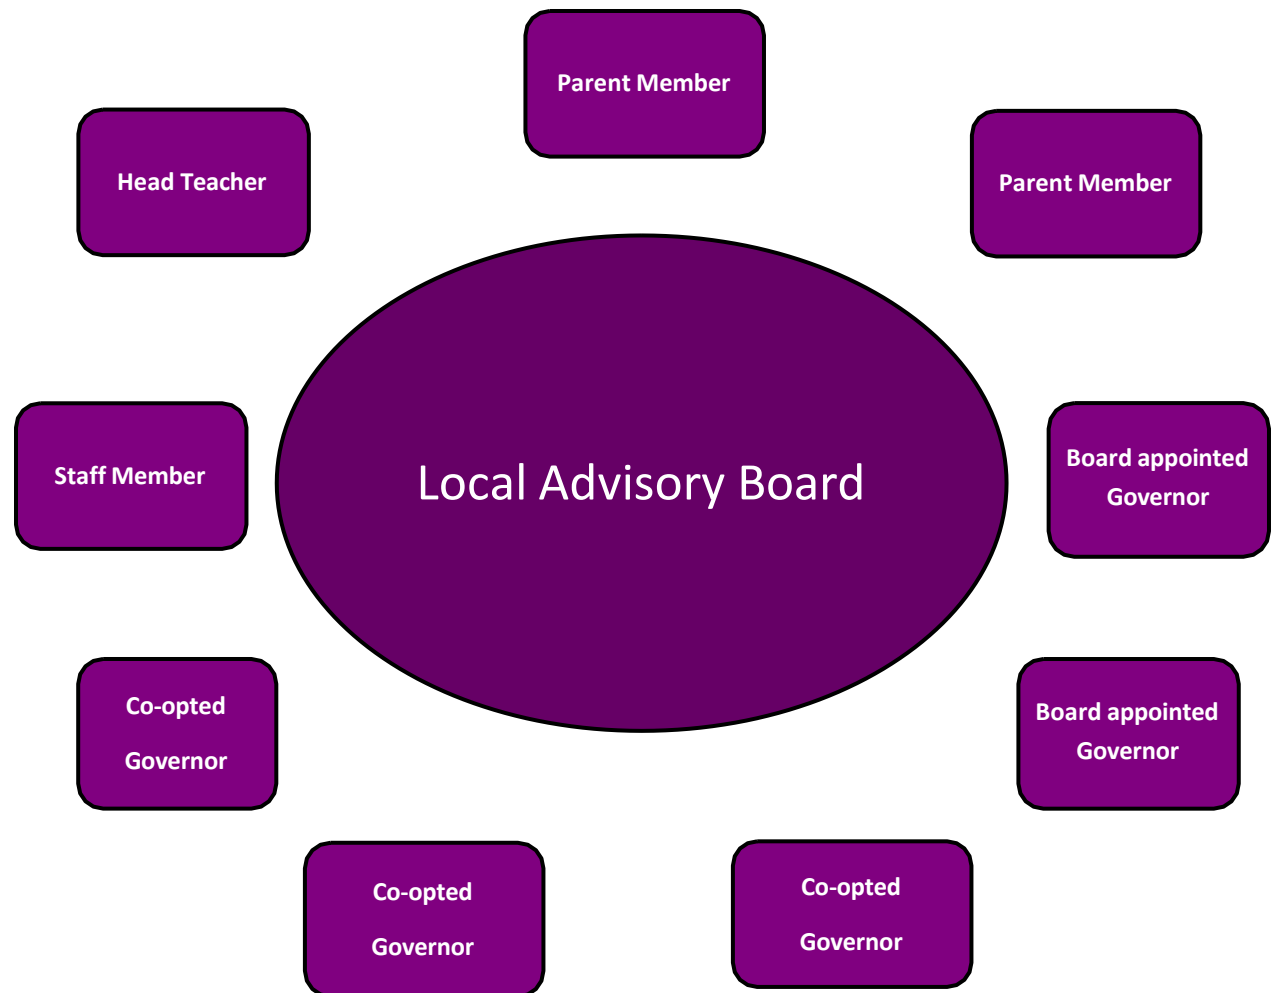 Parent Member
Head Teacher
Parent Member
Staff Member
Local Advisory Board
Board appointed
Governor
Co-opted
Governor
Board appointed
Governor
Co-opted
Governor
Co-opted
Governor